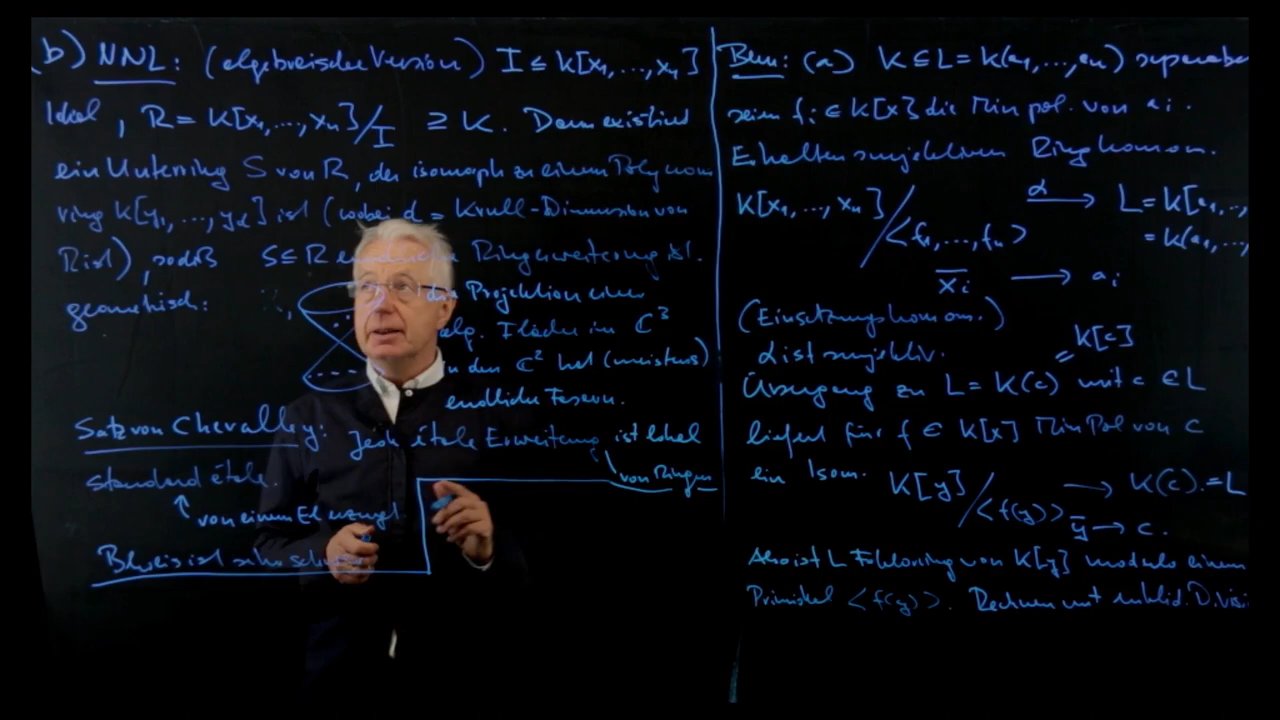 b) NNL: (algebraische Version) I ≤ K[x₁,...,xₙ]
Ideal, R = K[x₁,...,xₙ]/I ⊇ K. Dann existiert
ein Unterring S von R, der isomorph zu einem Polynom
ring K[y₁,...,y_d] ist (wobei d = Krull-Dimension von
R ist), sodaß S ⊆ R Ringerweiterung ist.
geometrisch: die Projektion einer
alg. Fläche im ℂ³
in den ℂ² hat (meistens)
endliche Fasern.
Satz von Chevalley: Jede étale Erweiterung ist lokal
von Ringen
standard étale.
↑ von einem El. erzeugt
Beweis ist sehr
Bem: (a) K ⊆ L = K(a₁,...,aₙ) separabe
seien fᵢ ∈ K[x] die Min pol. von aᵢ.
Erhalten surjektiven Ringhomom.
K[x₁,...,xₙ]/<f₁,...,fₙ> α⟶ L = K[a₁,..,
= K(a₁,...,
x̄ᵢ ⟶ aᵢ
(Einsetzungshomom.)
α ist surjektiv.
= K[c]
Übergang zu L = K(c) mit c ∈ L
liefert für f ∈ K[x] Min Pol von c
ein Isom. K[y]/<f(y)> ⟶ K(c) = L
ȳ ⟶ c.
Also ist L Faktorring von K[y] modulo einem
Primideal <f(y)>. Rechnen mit euklid. Divisi